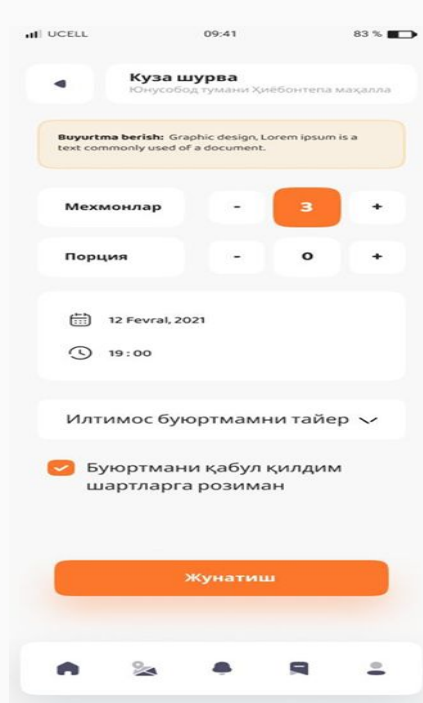 UCELL 09:41 83 %
Куза шурва
Юнусобод тумани Ҳиёбонтепа маҳалла
Buyurtma berish: Graphic design, Lorem ipsum is a
text commonly used of a document.
Мехмонлар - 3 +
Порция - 0 +
12 Fevral, 2021
19 : 00
Илтимос буюртмамни тайер
Буюртмани қабул қилдим
шартларга розиман
Жунатиш